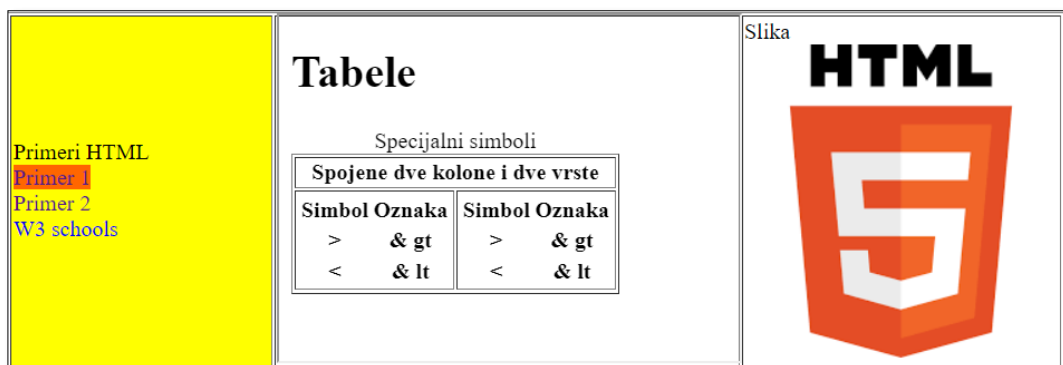 Primeri HTML
Primer 1
Primer 2
W3 schools
Tabele
Specijalni simboli
Spojene dve kolone i dve vrste
Simbol Oznaka Simbol Oznaka
> & gt > & gt
< & lt < & lt
Slika
HTML
5